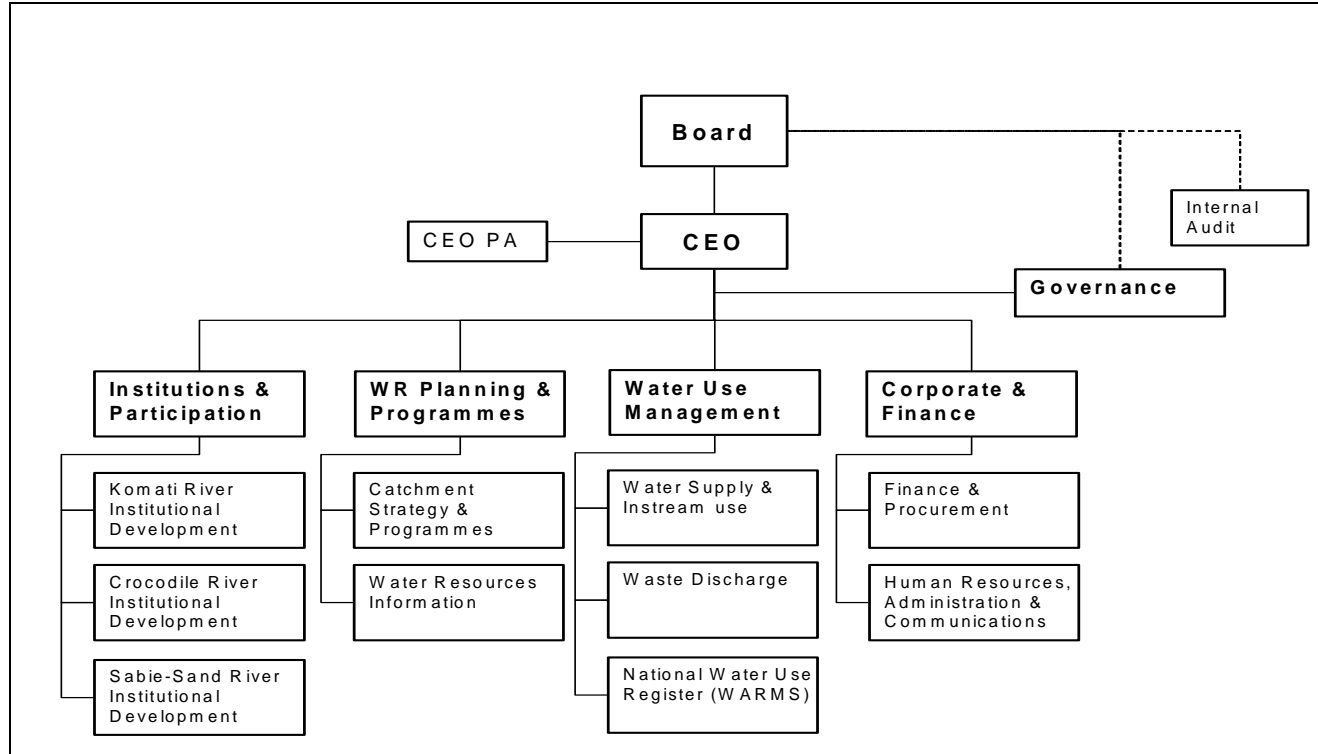 Board
Internal
Audit
CEO PA
CEO
Governance
Institutions &
Participation
WR Planning &
Programmes
Water Use
Management
Corporate &
Finance
Komati River
Institutional
Development
Catchment
Strategy &
Programmes
Water Supply &
Instream use
Finance &
Procurement
Crocodile River
Institutional
Development
Water Resources
Information
Waste Discharge
Human Resources,
Administration &
Communications
Sabie-Sand River
Institutional
Development
National Water Use
Register (WARMS)